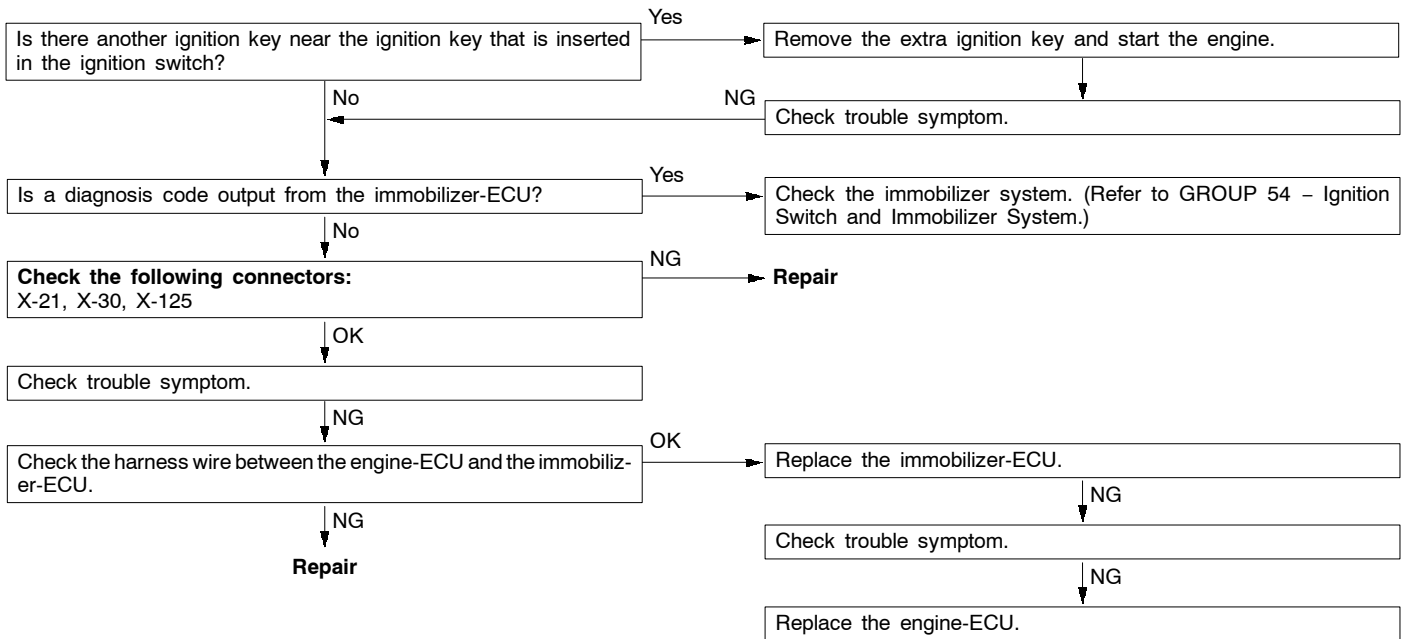 Is there another ignition key near the ignition key that is inserted
in the ignition switch?
Yes
Remove the extra ignition key and start the engine.
No
NG
Check trouble symptom.
Is a diagnosis code output from the immobilizer-ECU?
Yes
Check the immobilizer system. (Refer to GROUP 54 – Ignition
Switch and Immobilizer System.)
No
Check the following connectors:
X-21, X-30, X-125
NG
Repair
OK
Check trouble symptom.
NG
Check the harness wire between the engine-ECU and the immobiliz-
er-ECU.
OK
Replace the immobilizer-ECU.
NG
Repair
NG
Check trouble symptom.
NG
Replace the engine-ECU.